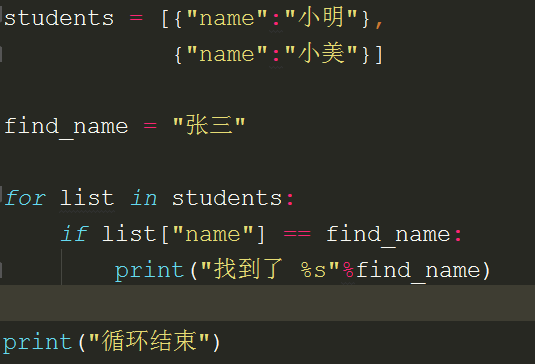 students = [{"name":"小明"},
            {"name":"小美"}]
find_name = "张三"
for list in students:
    if list["name"] == find_name:
        print("找到了 %s"%find_name)
print("循环结束")